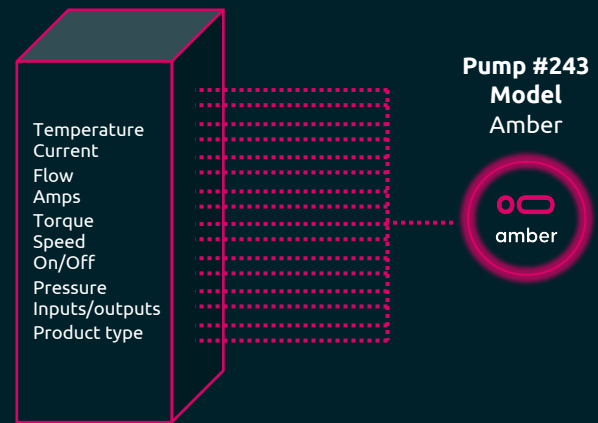 Temperature
Current
Flow
Amps
Torque
Speed
On/Off
Pressure
Inputs/outputs
Product type
Pump #243
Model
Amber
amber